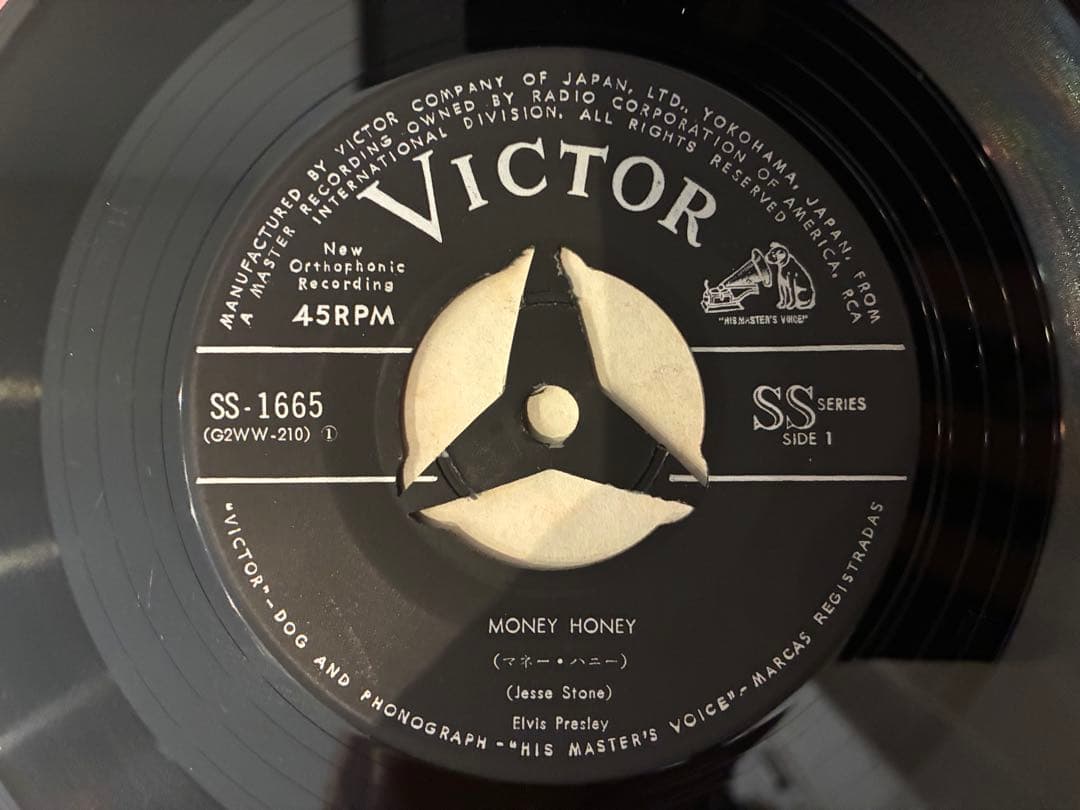 MANUFACTURED BY VICTOR COMPANY OF JAPAN, LTD., YOKOHAMA, JAPAN, FROM
A MASTER RECORDING OWNED BY RADIO CORPORATION OF AMERICA, RCA
INTERNATIONAL DIVISION. ALL RIGHTS RESERVED
VICTOR
New
Orthophonic
Recording
45RPM
"HIS MASTER'S VOICE"
SS-1665
(G2WW-210) ①
SS SERIES
SIDE 1
MONEY HONEY
(マネー・ハニー)
(Jesse Stone)
Elvis Presley
"VICTOR"-DOG AND PHONOGRAPH-"HIS MASTER'S VOICE"-MARCAS REGISTRADAS